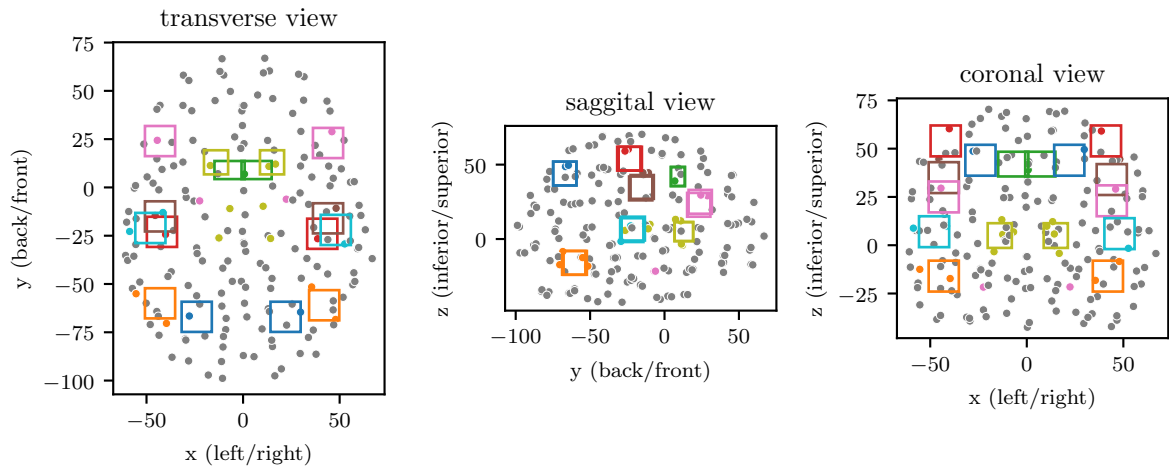 transverse view
75
50
25
0
−25
−50
−75
−100
y (back/front)
−50
0
50
x (left/right)
saggital view
50
0
z (inferior/superior)
−100
−50
0
50
y (back/front)
coronal view
75
50
25
0
−25
z (inferior/superior)
−50
0
50
x (left/right)